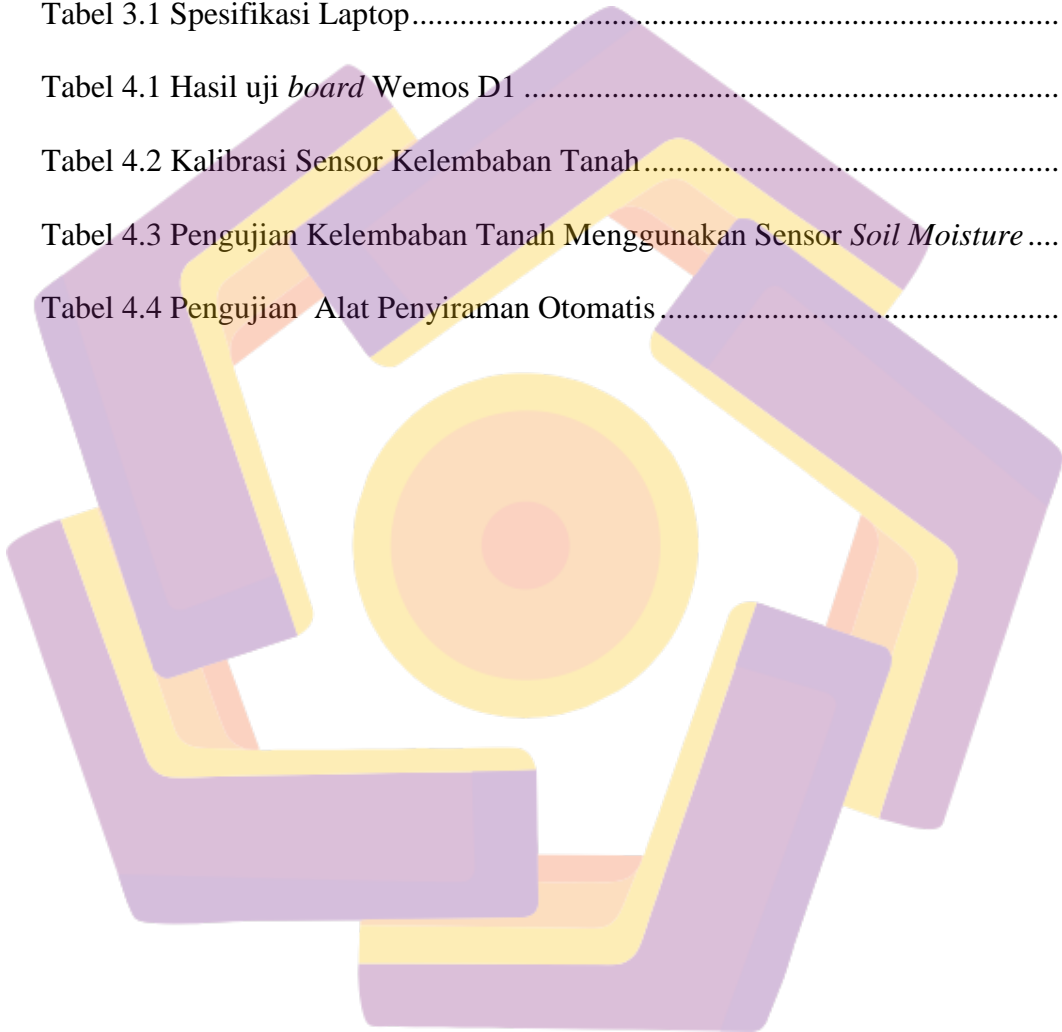 Tabel 3.1 Spesifikasi Laptop................................................................................
Tabel 4.1 Hasil uji board Wemos D1 ...................................................................
Tabel 4.2 Kalibrasi Sensor Kelembaban Tanah....................................................
Tabel 4.3 Pengujian Kelembaban Tanah Menggunakan Sensor Soil Moisture ....
Tabel 4.4 Pengujian  Alat Penyiraman Otomatis ..................................................